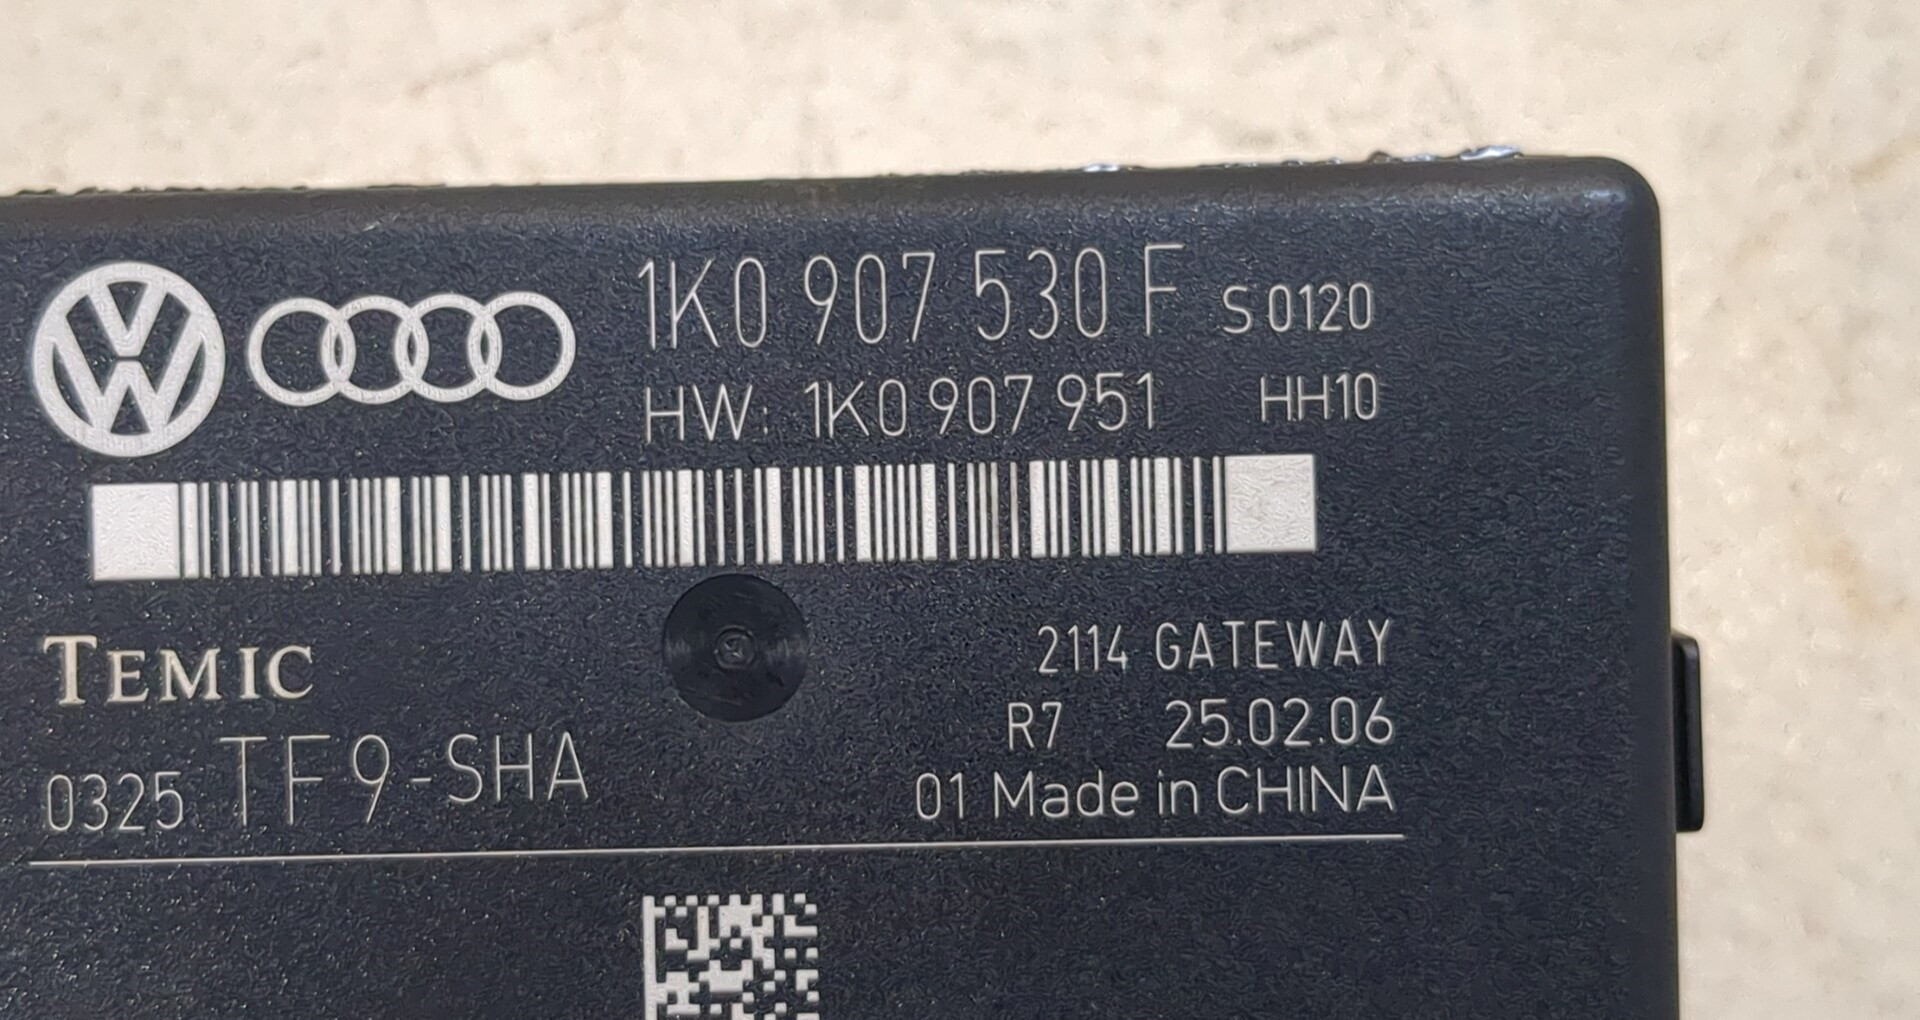 1K0 907 530 F S0120
HW: 1K0 907 951 HH10
TEMIC
2114 GATEWAY
R7 25.02.06
0325 TF9-SHA
01 Made in CHINA